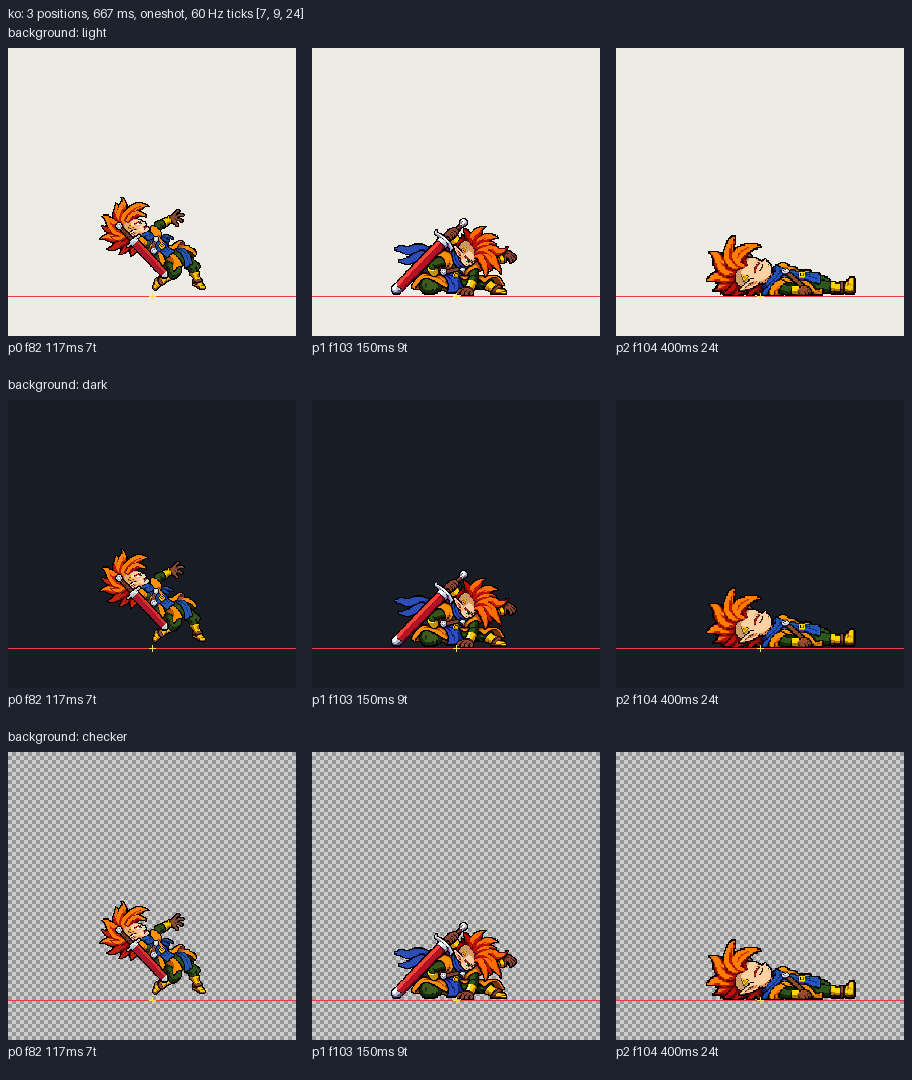 ko: 3 positions, 667 ms, oneshot, 60 Hz ticks [7, 9, 24]
background: light
p0 f82 117ms 7t
p1 f103 150ms 9t
p2 f104 400ms 24t
background: dark
p0 f82 117ms 7t
p1 f103 150ms 9t
p2 f104 400ms 24t
background: checker
p0 f82 117ms 7t
p1 f103 150ms 9t
p2 f104 400ms 24t